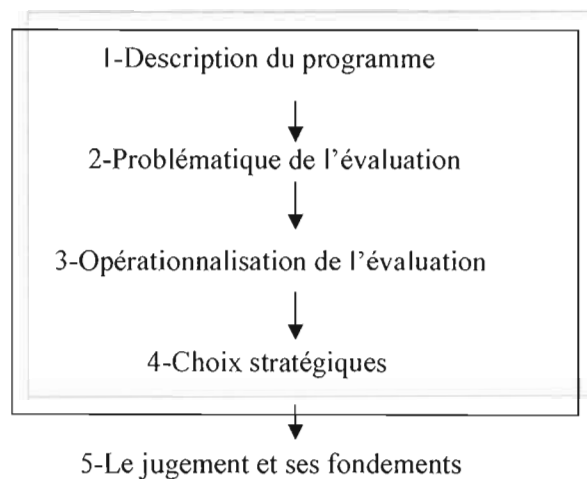 1-Description du programme
2-Problématique de l'évaluation
3-Opérationnalisation de l'évaluation
4-Choix stratégiques
5-Le jugement et ses fondements